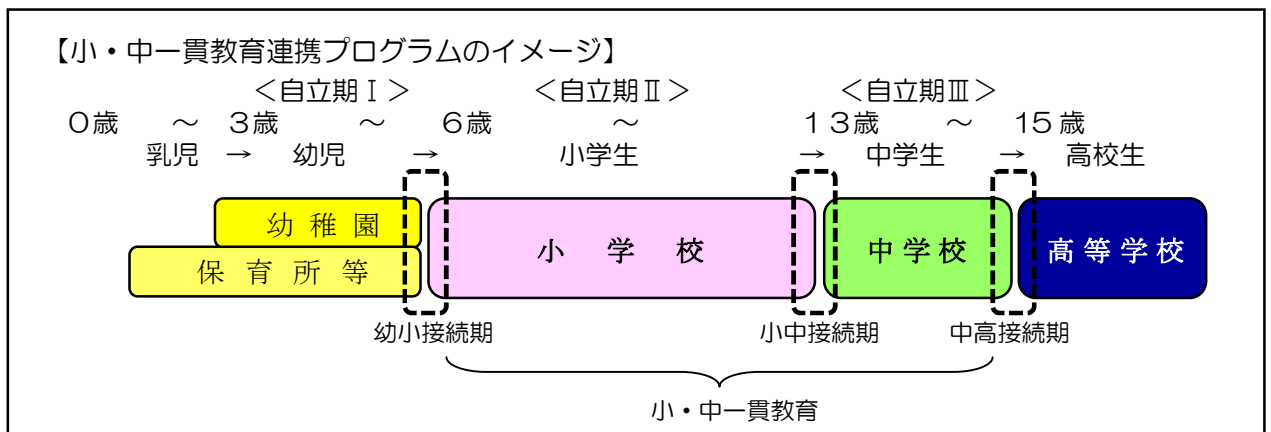 【小・中一貫教育連携プログラムのイメージ】
＜自立期Ⅰ＞ ＜自立期Ⅱ＞ ＜自立期Ⅲ＞
０歳 ～ ３歳 ～ ６歳 ～ １３歳 ～ 15歳
乳児 → 幼児 → 小学生 → 中学生 → 高校生
幼稚園
保育所等
小学校
中学校
高等学校
幼小接続期 小中接続期 中高接続期
小・中一貫教育